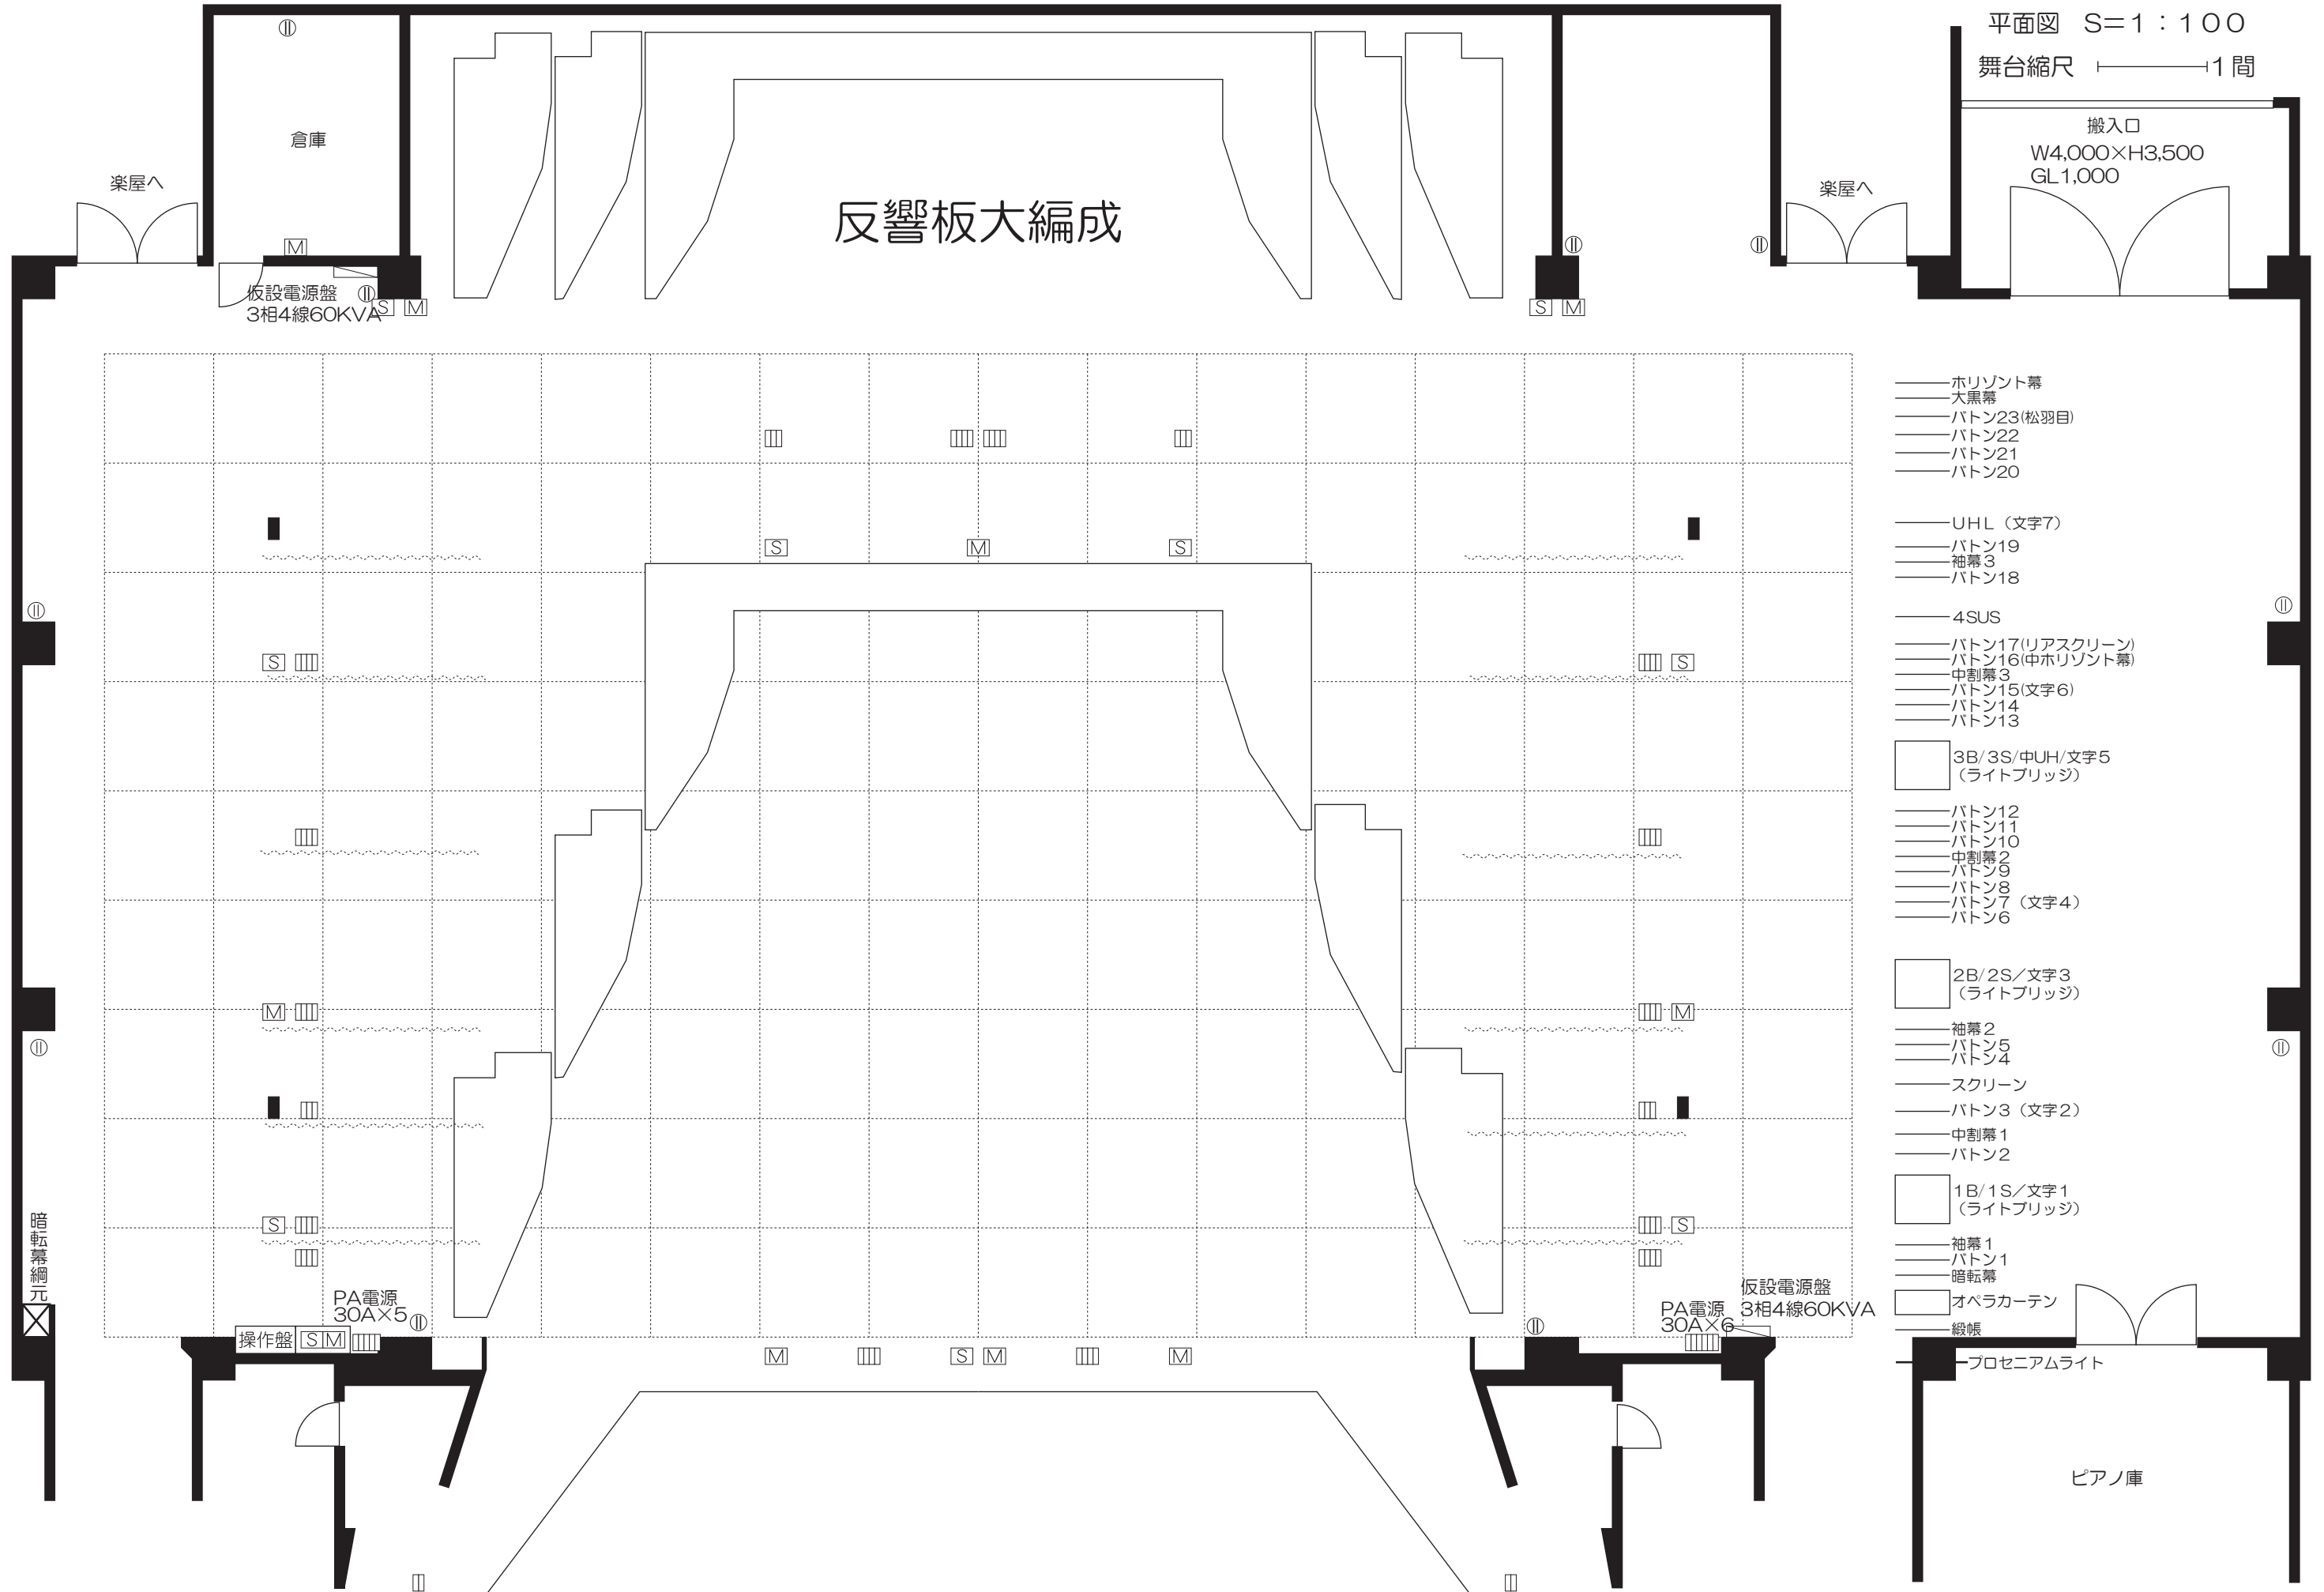 平面図 S=1：100
舞台縮尺 1間
搬入口
W4,000×H3,500
GL1,000
倉庫
楽屋へ
楽屋へ
反響板大編成
M
仮設電源盤
3相4線60KVA
S M
S M
ホリゾント幕
大黒幕
バトン23(松羽目)
バトン22
バトン21
バトン20
UHL（文字7）
バトン19
袖幕3
バトン18
4SUS
バトン17(リアスクリーン)
バトン16(中ホリゾント幕)
中割幕3
バトン15(文字6)
バトン14
バトン13
3B/3S/中UH/文字5
（ライトブリッジ）
バトン12
バトン11
バトン10
中割幕2
バトン9
バトン8
バトン7（文字4）
バトン6
2B/2S／文字3
（ライトブリッジ）
袖幕2
バトン5
バトン4
スクリーン
バトン3（文字2）
中割幕1
バトン2
1B/1S／文字1
（ライトブリッジ）
袖幕1
バトン1
暗転幕
オペラカーテン
緞帳
プロセニアムライト
S M S
S S
M M
S S
暗転幕綱元
PA電源
30A×5
操作盤 S M
M S M M
PA電源
30A×6
仮設電源盤
3相4線60KVA
ピアノ庫